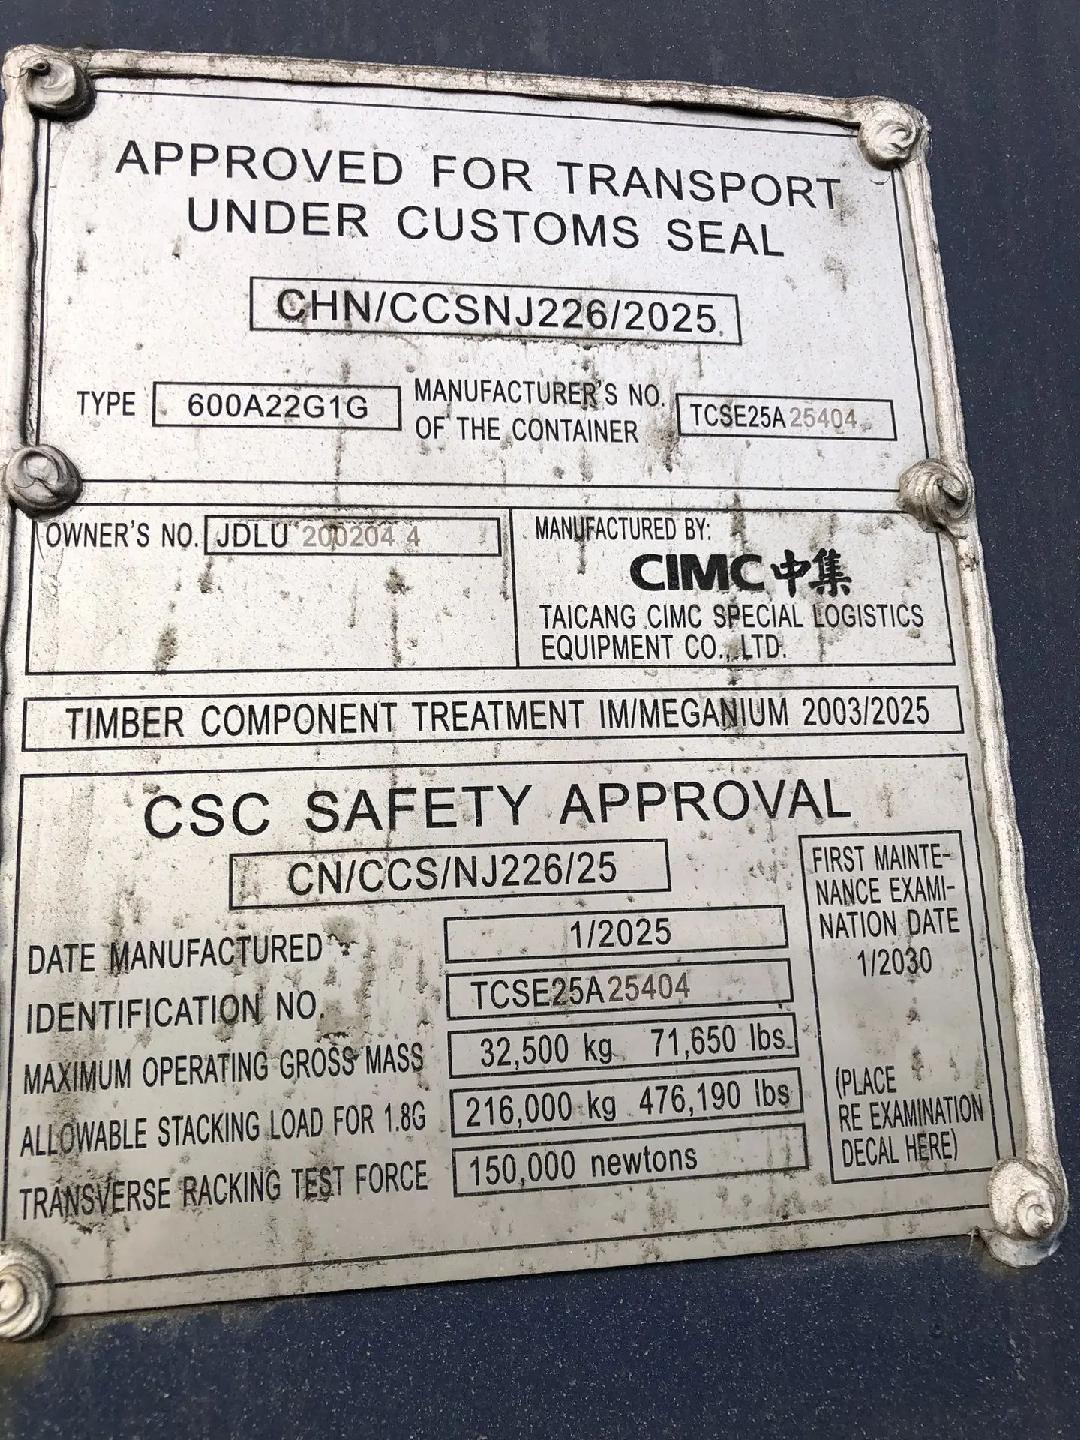 APPROVED FOR TRANSPORT
UNDER CUSTOMS SEAL
CHN/CCSNJ226/2025
TYPE 600A22G1G
MANUFACTURER'S NO.
OF THE CONTAINER
TCSE25A25404
OWNER'S NO. JDLU 200204 4
MANUFACTURED BY:
CIMC中集
TAICANG CIMC SPECIAL LOGISTICS
EQUIPMENT CO., LTD.
TIMBER COMPONENT TREATMENT IM/MEGANIUM 2003/2025
CSC SAFETY APPROVAL
CN/CCS/NJ226/25
DATE MANUFACTURED 1/2025
IDENTIFICATION NO. TCSE25A25404
MAXIMUM OPERATING GROSS MASS 32,500 kg 71,650 lbs
ALLOWABLE STACKING LOAD FOR 1.8G 216,000 kg 476,190 lbs
TRANSVERSE RACKING TEST FORCE 150,000 newtons
FIRST MAINTE-
NANCE EXAMI-
NATION DATE
1/2030
(PLACE
RE EXAMINATION
DECAL HERE)